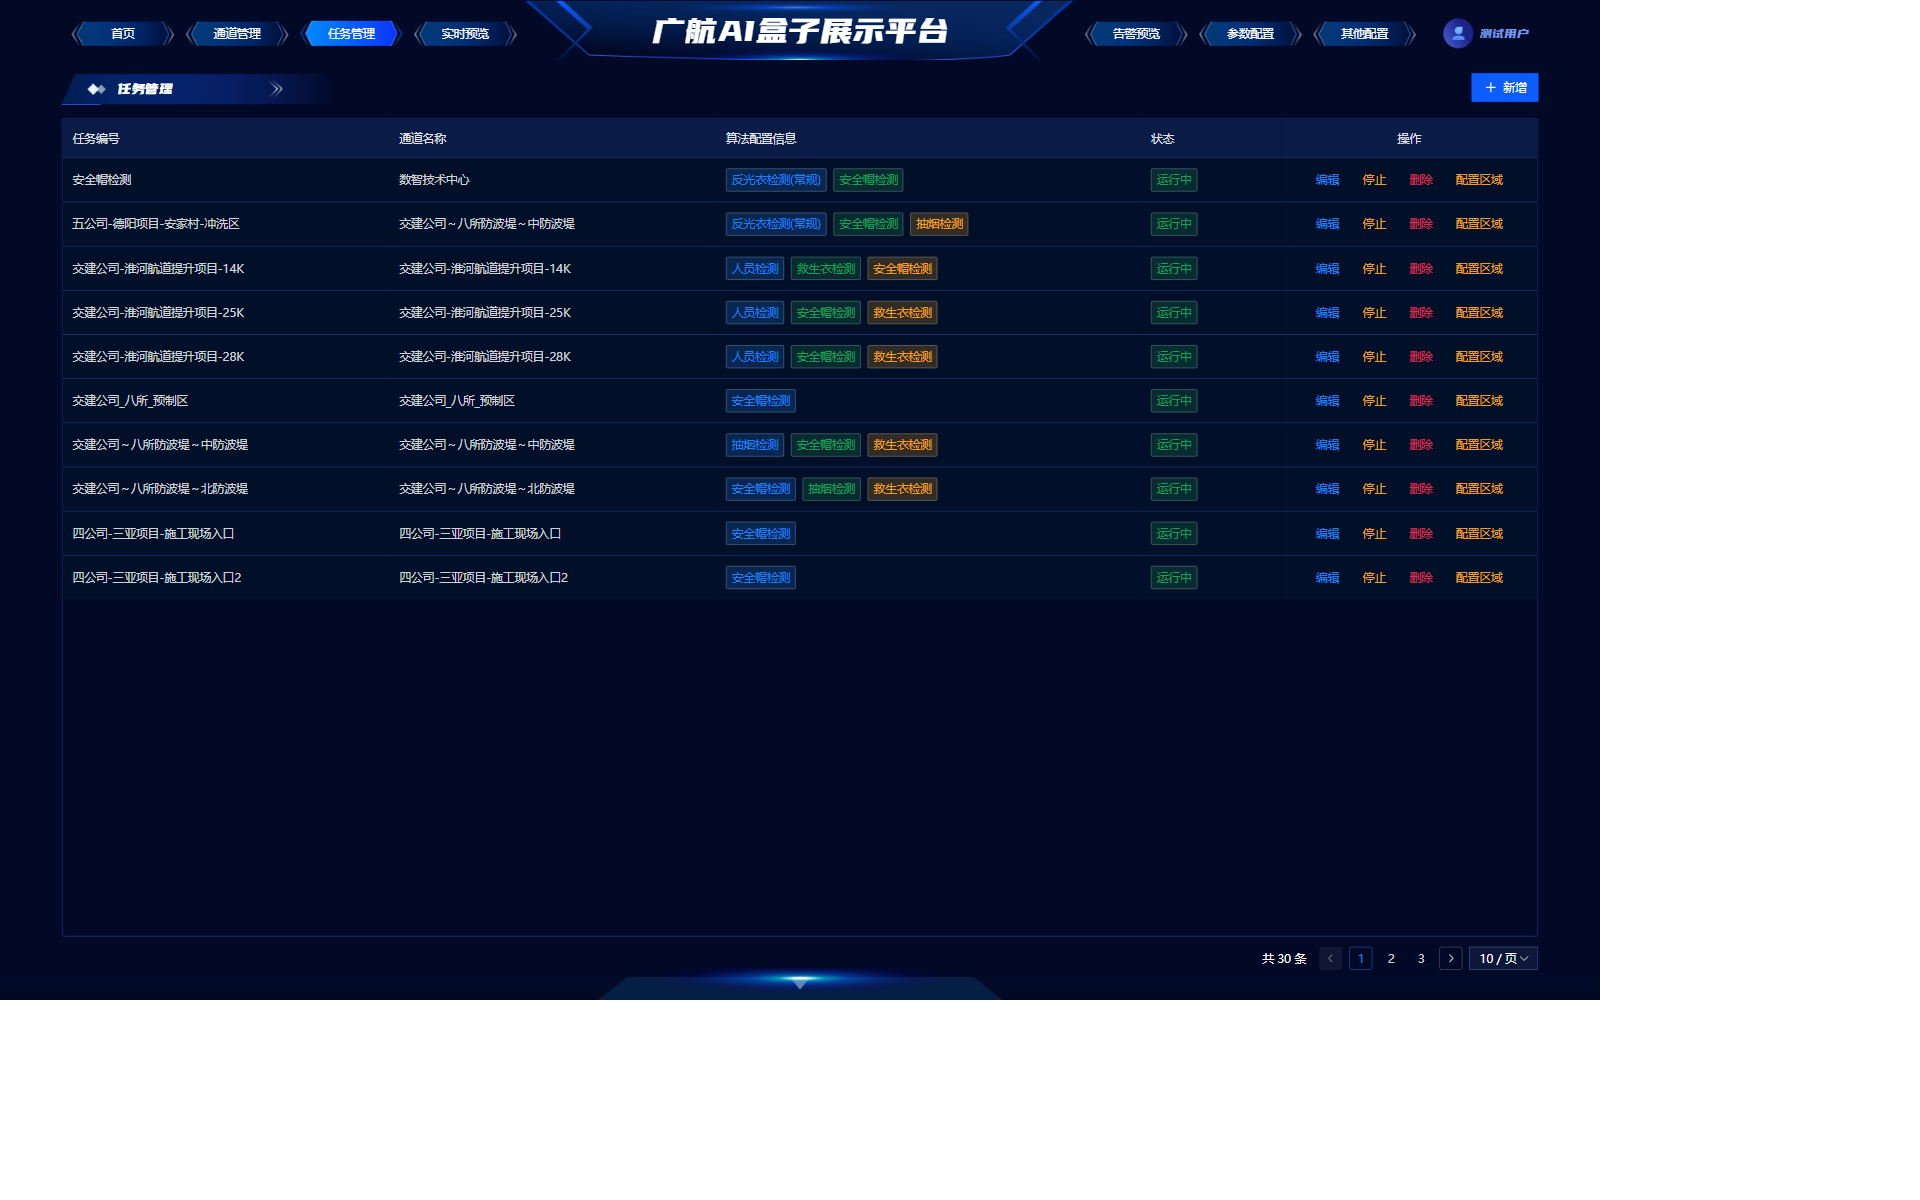 首页 通道管理 任务管理 实时预览 广航AI盒子展示平台 告警预览 参数配置 其他配置 测试用户
任务管理 新增
任务编号 通道名称 算法配置信息 状态 操作
安全帽检测 数智技术中心 反光衣检测(常规) 安全帽检测 运行中 编辑 停止 删除 配置区域
五公司-德阳项目-安家村-冲洗区 交建公司～八所防波堤～中防波堤 反光衣检测(常规) 安全帽检测 抽烟检测 运行中 编辑 停止 删除 配置区域
交建公司-淮河航道提升项目-14K 交建公司-淮河航道提升项目-14K 人员检测 救生衣检测 安全帽检测 运行中 编辑 停止 删除 配置区域
交建公司-淮河航道提升项目-25K 交建公司-淮河航道提升项目-25K 人员检测 安全帽检测 救生衣检测 运行中 编辑 停止 删除 配置区域
交建公司-淮河航道提升项目-28K 交建公司-淮河航道提升项目-28K 人员检测 安全帽检测 救生衣检测 运行中 编辑 停止 删除 配置区域
交建公司_八所_预制区 交建公司_八所_预制区 安全帽检测 运行中 编辑 停止 删除 配置区域
交建公司～八所防波堤～中防波堤 交建公司～八所防波堤～中防波堤 抽烟检测 安全帽检测 救生衣检测 运行中 编辑 停止 删除 配置区域
交建公司～八所防波堤～北防波堤 交建公司～八所防波堤～北防波堤 安全帽检测 抽烟检测 救生衣检测 运行中 编辑 停止 删除 配置区域
四公司-三亚项目-施工现场入口 四公司-三亚项目-施工现场入口 安全帽检测 运行中 编辑 停止 删除 配置区域
四公司-三亚项目-施工现场入口2 四公司-三亚项目-施工现场入口2 安全帽检测 运行中 编辑 停止 删除 配置区域
共 30 条 1 2 3 10 / 页